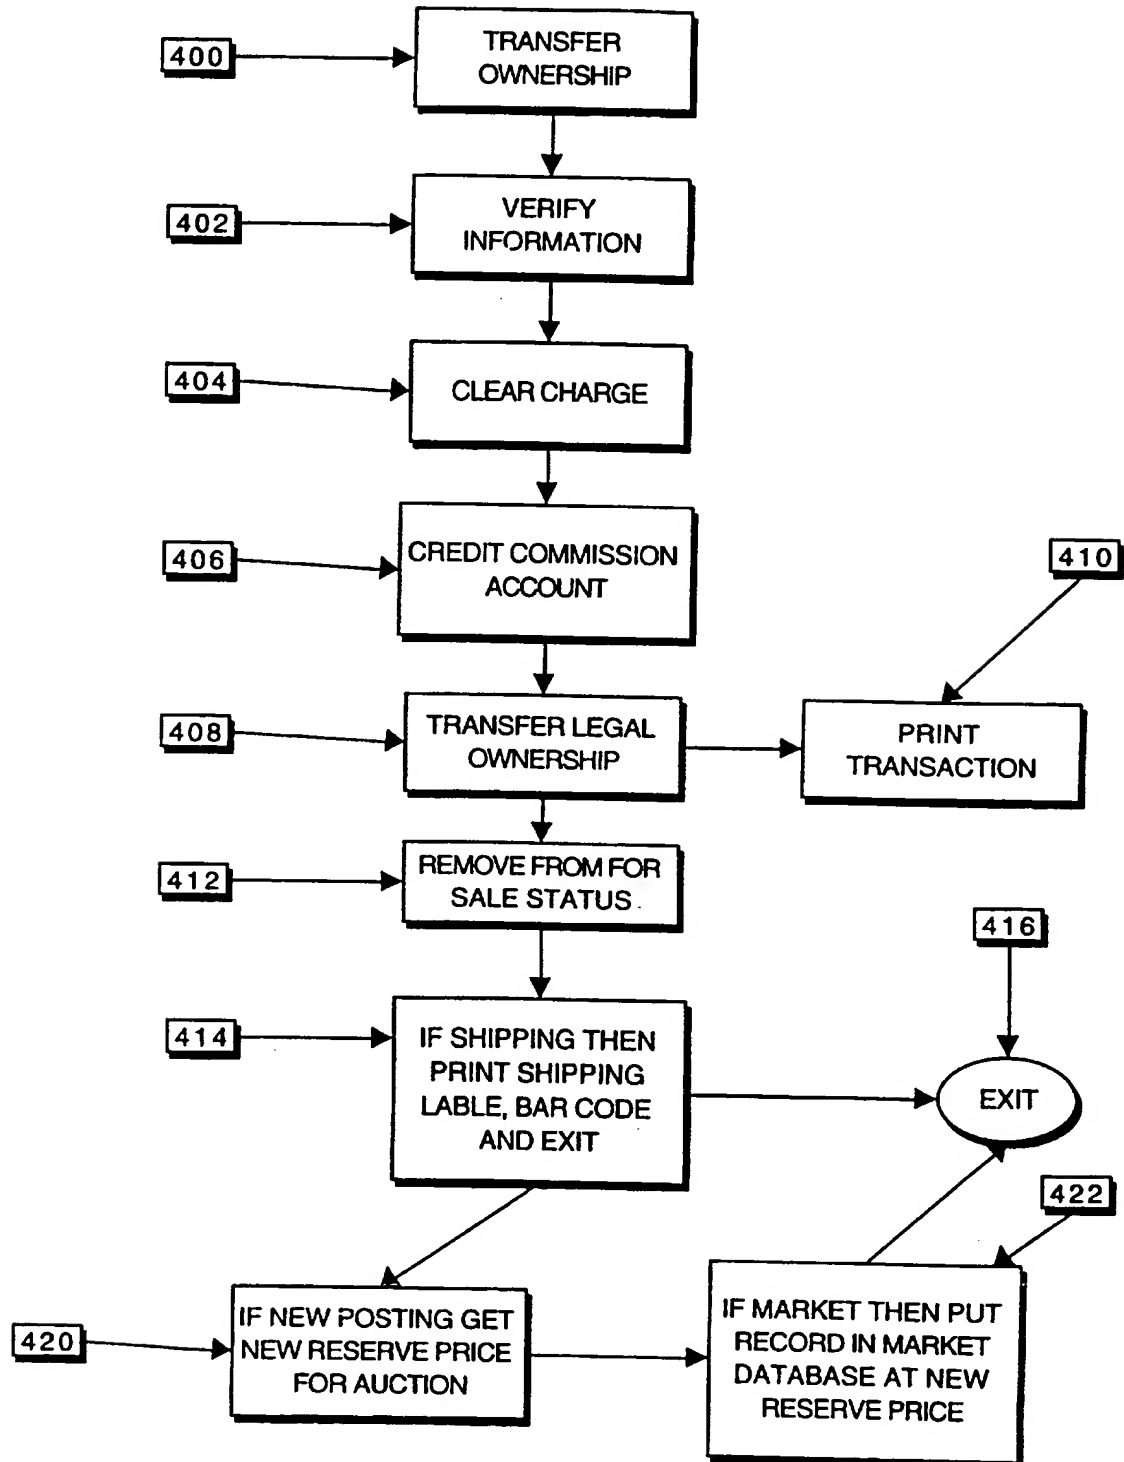 400
TRANSFER
OWNERSHIP
402
VERIFY
INFORMATION
404
CLEAR CHARGE
406
CREDIT COMMISSION
ACCOUNT
410
408
TRANSFER LEGAL
OWNERSHIP
PRINT
TRANSACTION
412
REMOVE FROM FOR
SALE STATUS
416
414
IF SHIPPING THEN
PRINT SHIPPING
LABLE, BAR CODE
AND EXIT
EXIT
422
420
IF NEW POSTING GET
NEW RESERVE PRICE
FOR AUCTION
IF MARKET THEN PUT
RECORD IN MARKET
DATABASE AT NEW
RESERVE PRICE